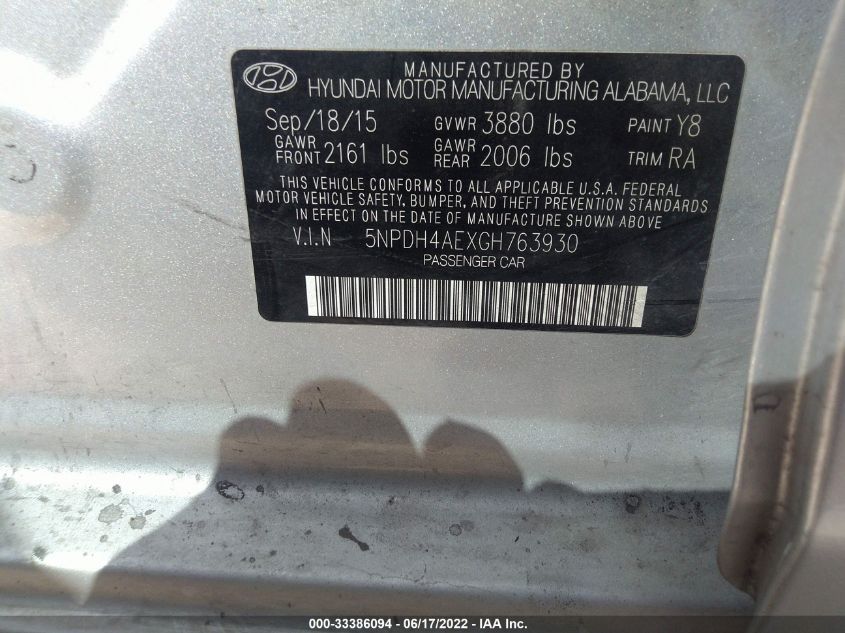 MANUFACTURED BY
HYUNDAI MOTOR MANUFACTURING ALABAMA, LLC
Sep/18/15 GVWR 3880 lbs PAINT Y8
GAWR FRONT 2161 lbs GAWR REAR 2006 lbs TRIM RA
THIS VEHICLE CONFORMS TO ALL APPLICABLE U.S.A. FEDERAL
MOTOR VEHICLE SAFETY, BUMPER, AND THEFT PREVENTION STANDARDS
IN EFFECT ON THE DATE OF MANUFACTURE SHOWN ABOVE
V.I.N 5NPDH4AEXGH763930
PASSENGER CAR
000-33386094 - 06/17/2022 - IAA Inc.